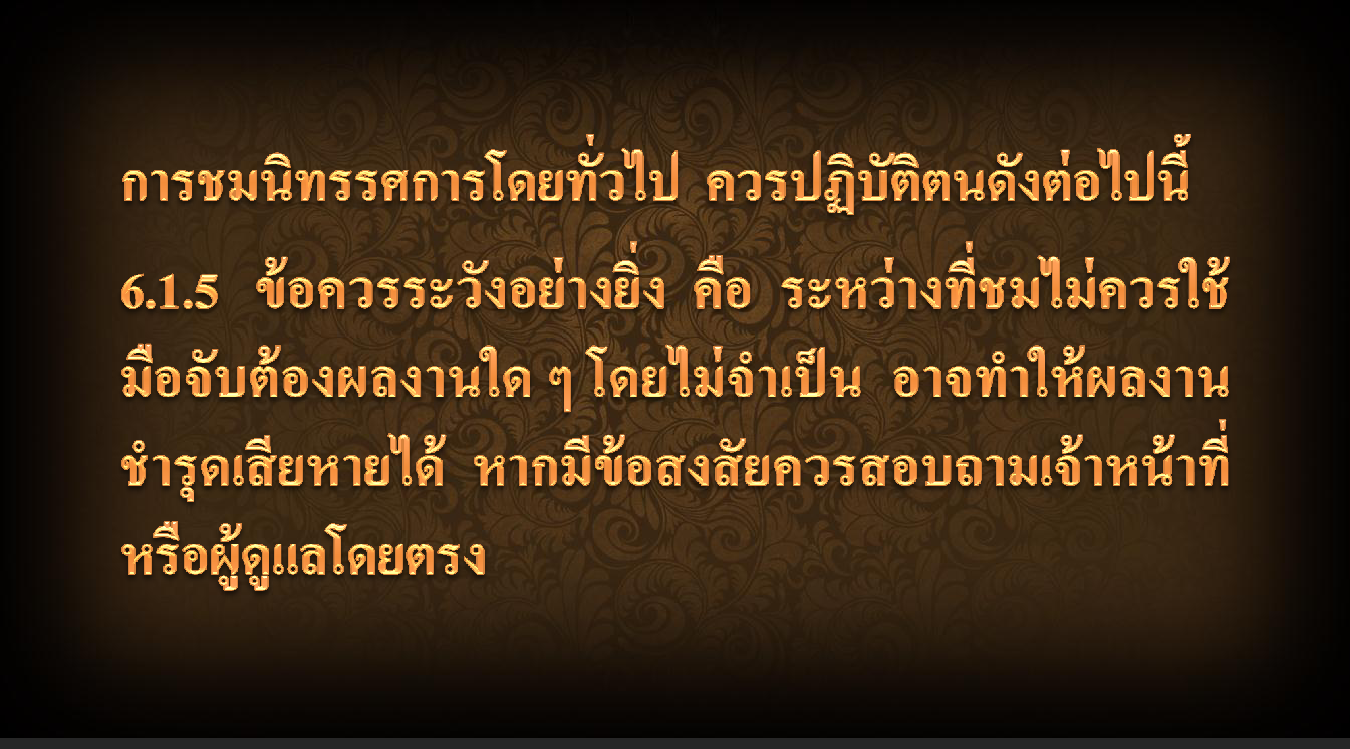 การชมนิทรรศการโดยทั่วไป ควรปฏิบัติตนดังต่อไปนี้
6.1.5 ข้อควรระวังอย่างยิ่ง คือ ระหว่างที่ชมไม่ควรใช้
มือจับต้องผลงานใด ๆ โดยไม่จำเป็น อาจทำให้ผลงาน
ชำรุดเสียหายได้ หากมีข้อสงสัยควรสอบถามเจ้าหน้าที่
หรือผู้ดูแลโดยตรง